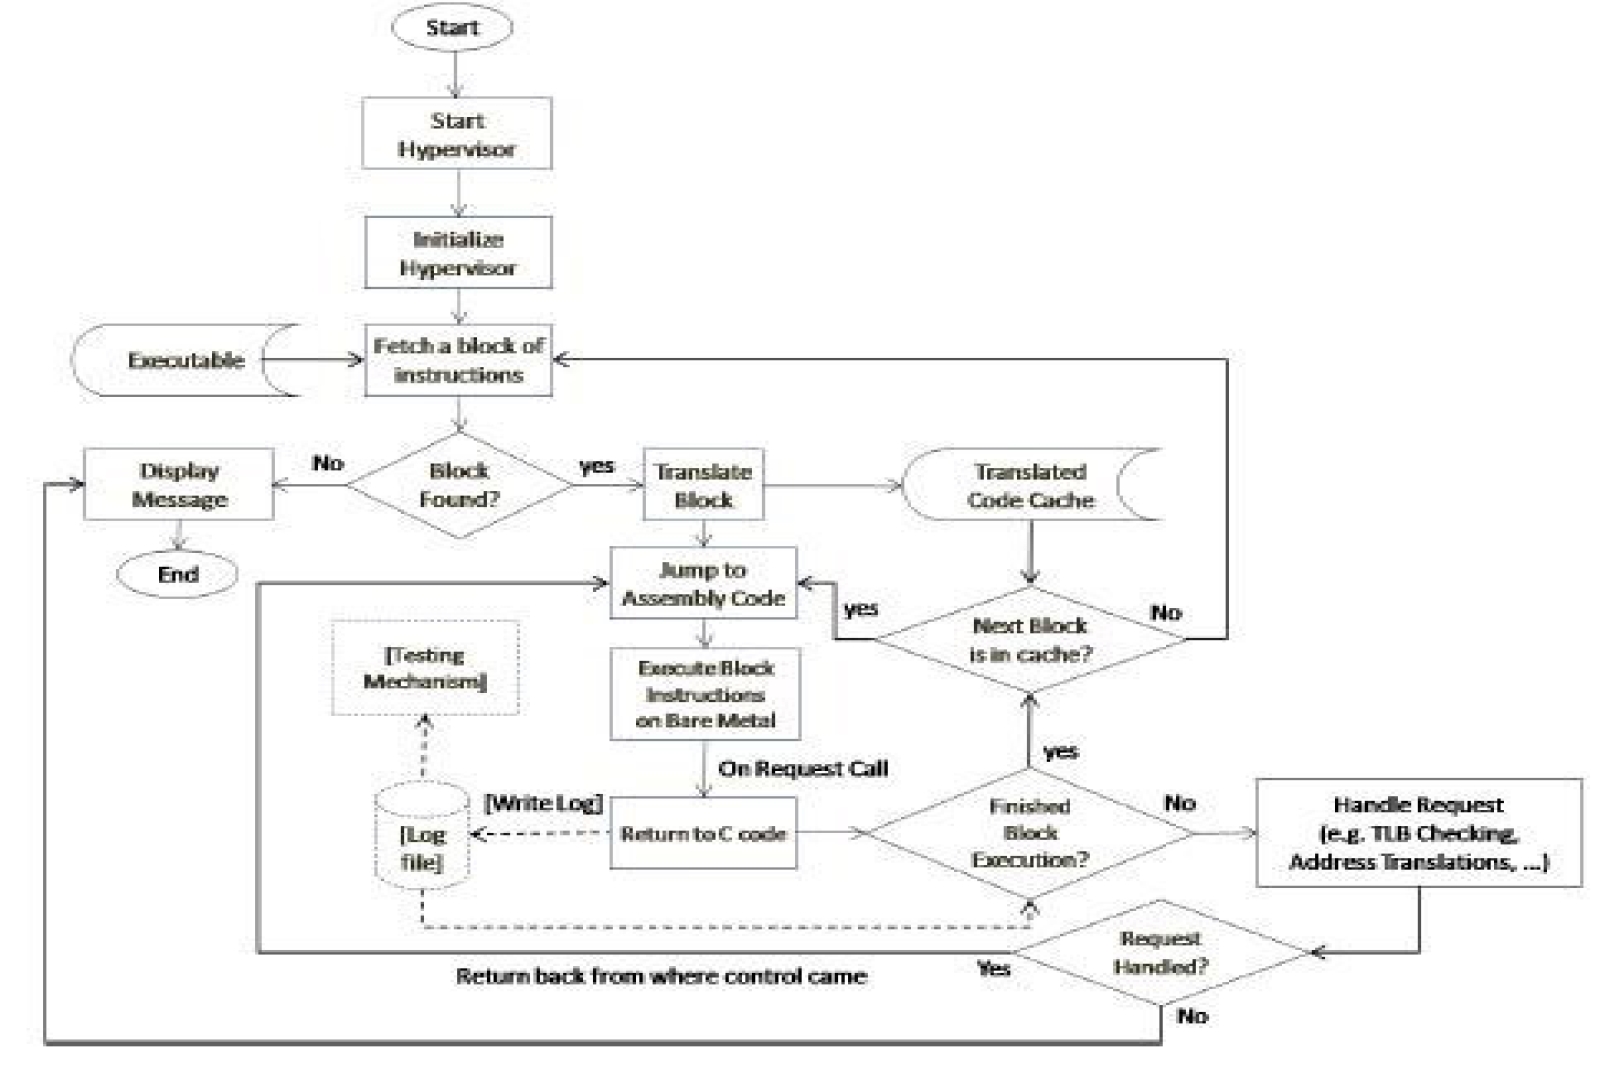 Start
Start
Hypervisor
Initialize
Hypervisor
Executable
Fetch a block of
instructions
Display
Message
No
Block
Found?
yes
Translate
Block
Translated
Code Cache
End
Jump to
Assembly Code
yes
Next Block
is in cache?
No
[Testing
Mechanism]
Execute Block
Instructions
on Bare Metal
On Request Call
yes
[Log
file]
[Write Log]
Return to C code
Finished
Block
Execution?
No
Handle Request
(e.g. TLB Checking,
Address Translations, ...)
Request
Handled?
Yes
Return back from where control came
No